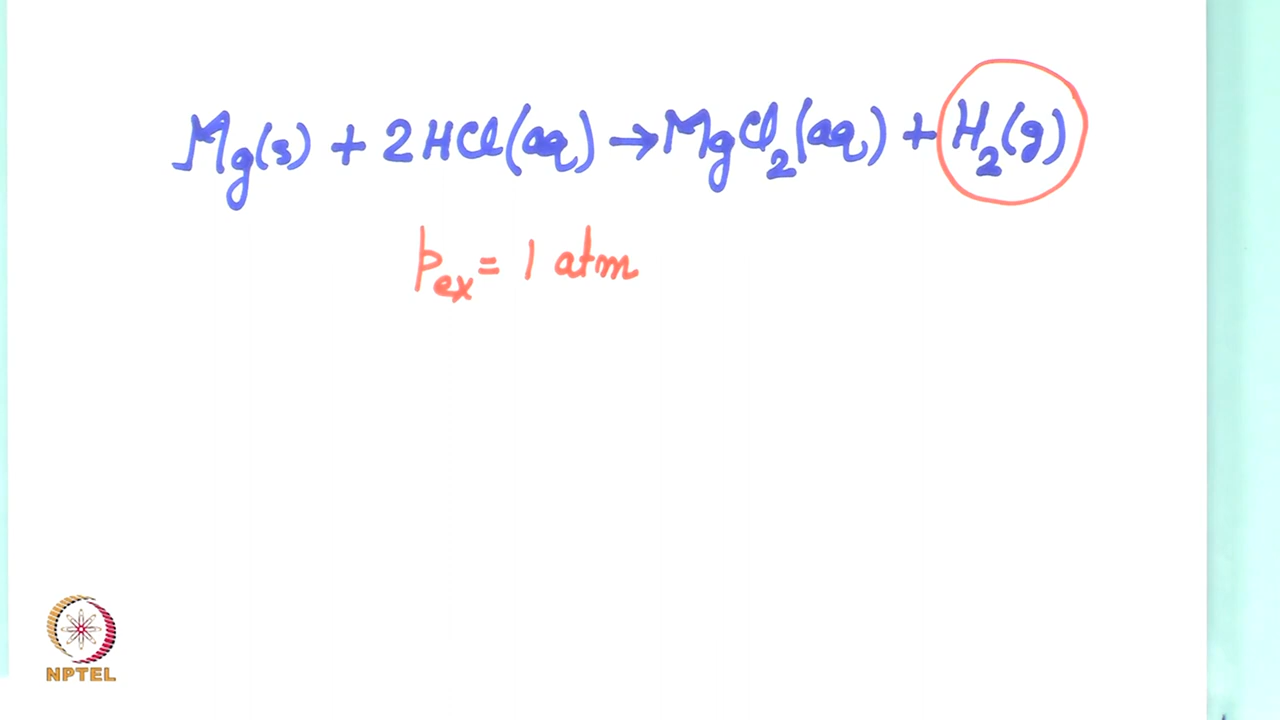 Mg(s) + 2HCl(aq) → MgCl₂(aq) + H₂(g)
pₑₓ = 1 atm
NPTEL